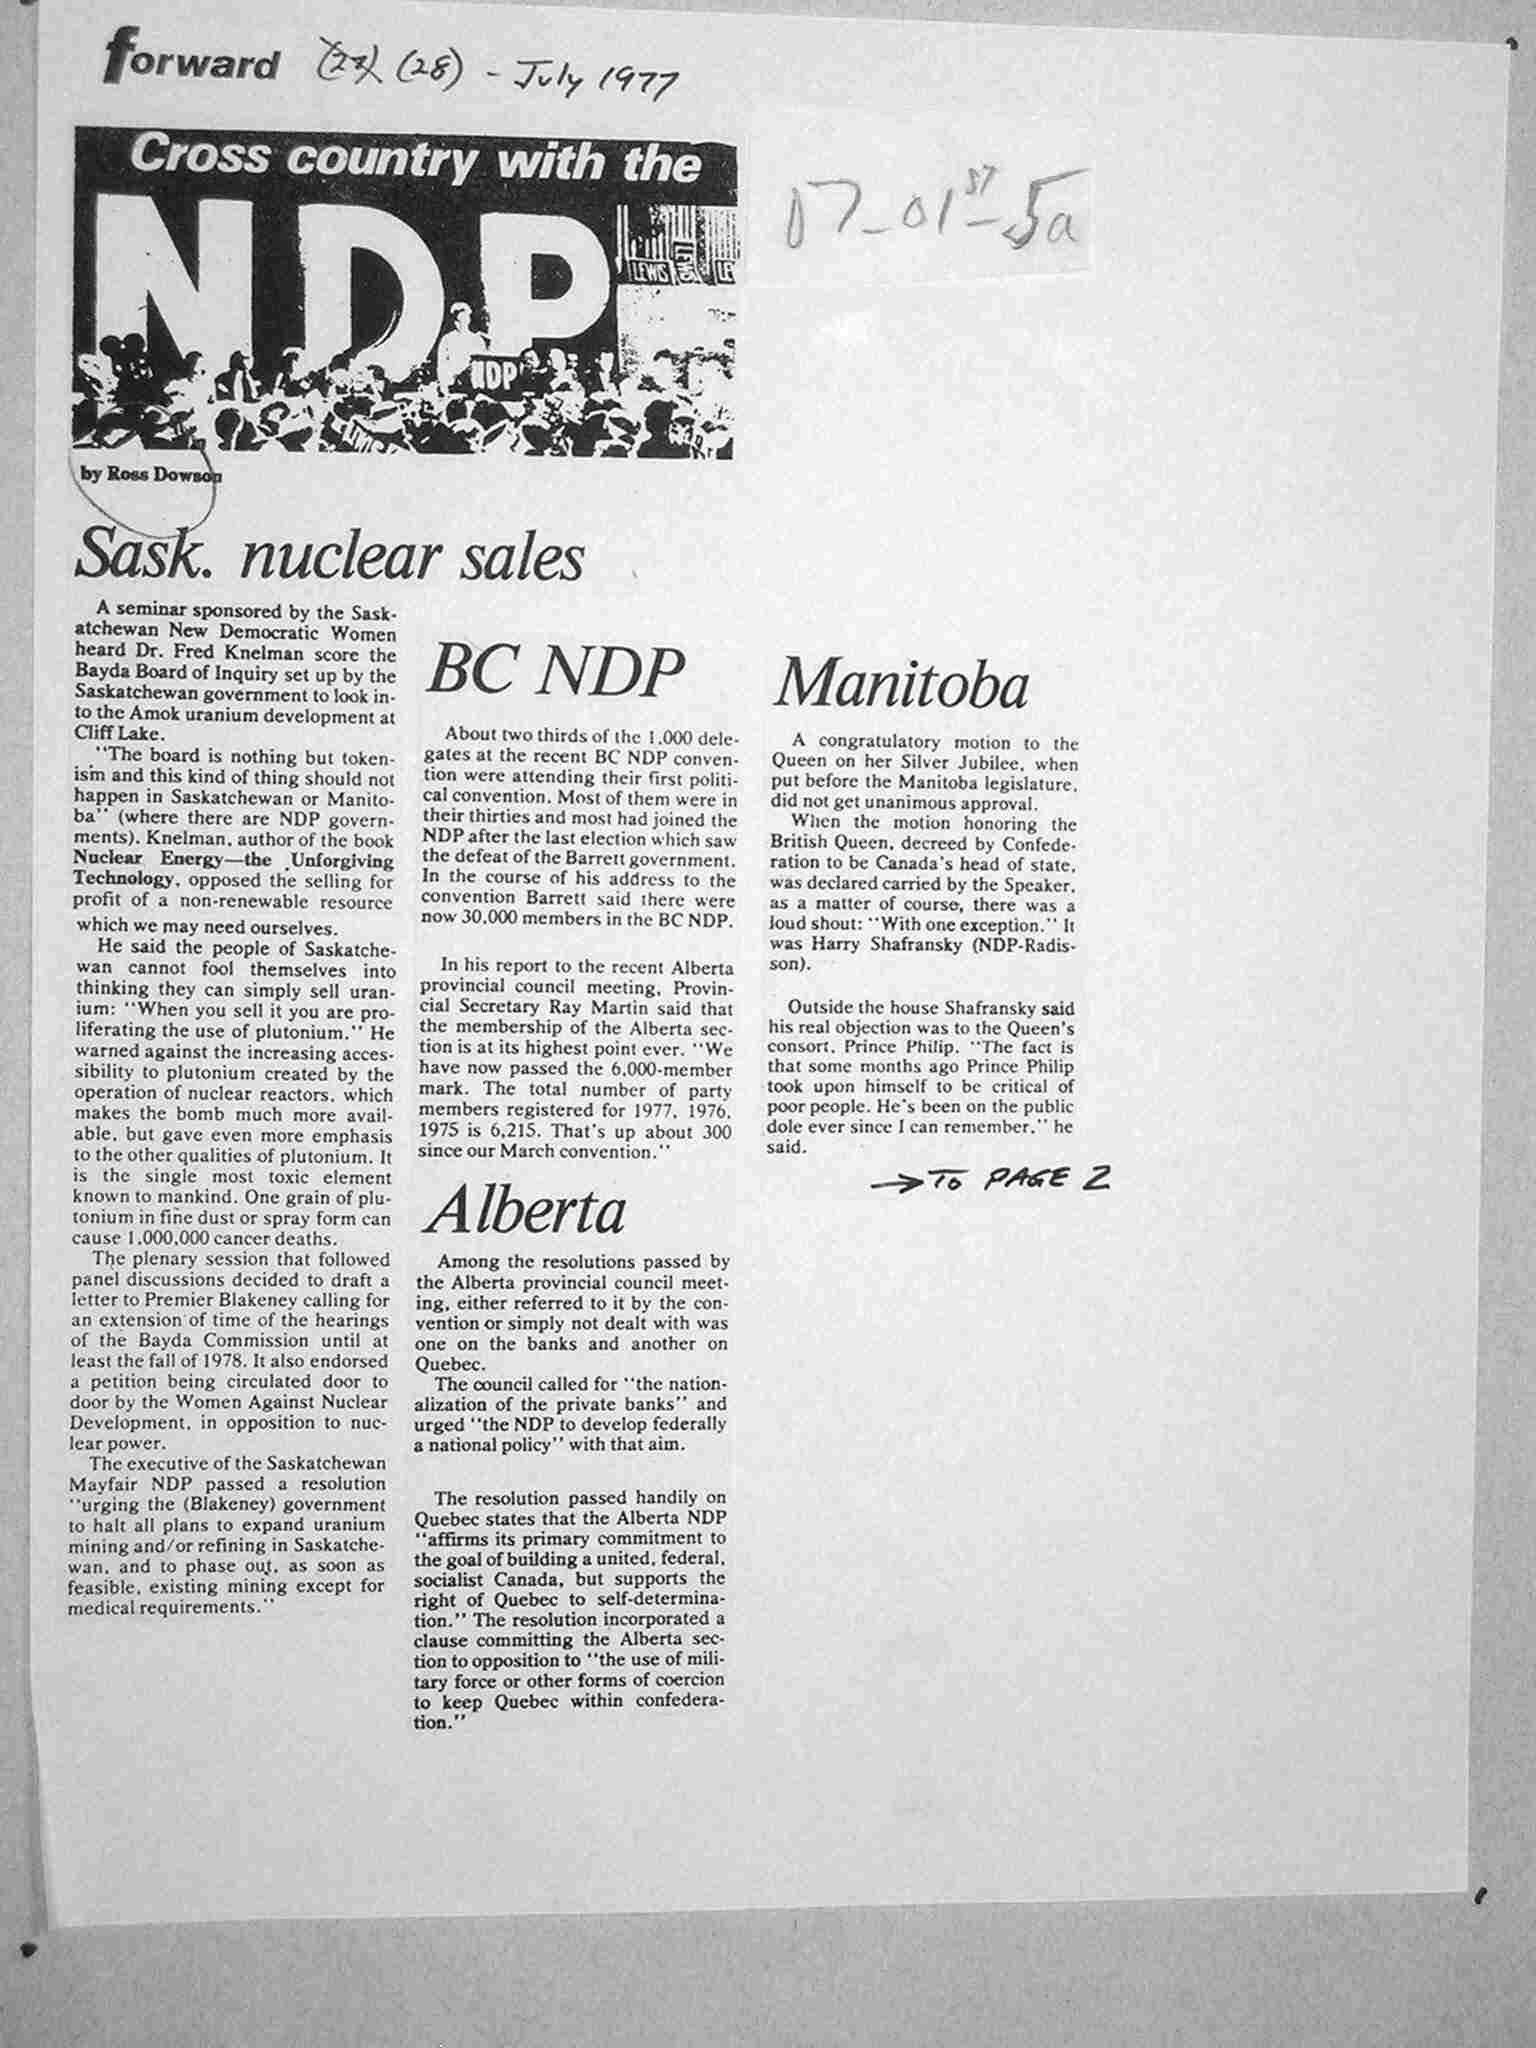 forward (27) (28) - July 1977
Cross country with the
NDP
LEWIS
LEWIS
LE
NDP
07-01st-5a
by Ross Dowson
Sask. nuclear sales
A seminar sponsored by the Sask-
atchewan New Democratic Women
heard Dr. Fred Knelman score the
Bayda Board of Inquiry set up by the
Saskatchewan government to look in-
to the Amok uranium development at
Cliff Lake.
"The board is nothing but token-
ism and this kind of thing should not
happen in Saskatchewan or Manito-
ba" (where there are NDP govern-
ments). Knelman, author of the book
Nuclear Energy—the Unforgiving
Technology, opposed the selling for
profit of a non-renewable resource
which we may need ourselves.
He said the people of Saskatche-
wan cannot fool themselves into
thinking they can simply sell uran-
ium: "When you sell it you are pro-
liferating the use of plutonium." He
warned against the increasing acces-
sibility to plutonium created by the
operation of nuclear reactors, which
makes the bomb much more avail-
able, but gave even more emphasis
to the other qualities of plutonium. It
is the single most toxic element
known to mankind. One grain of plu-
tonium in fine dust or spray form can
cause 1,000,000 cancer deaths.
The plenary session that followed
panel discussions decided to draft a
letter to Premier Blakeney calling for
an extension of time of the hearings
of the Bayda Commission until at
least the fall of 1978. It also endorsed
a petition being circulated door to
door by the Women Against Nuclear
Development, in opposition to nuc-
lear power.
The executive of the Saskatchewan
Mayfair NDP passed a resolution
"urging the (Blakeney) government
to halt all plans to expand uranium
mining and/or refining in Saskatche-
wan, and to phase out, as soon as
feasible, existing mining except for
medical requirements."
BC NDP
About two thirds of the 1,000 dele-
gates at the recent BC NDP conven-
tion were attending their first politi-
cal convention. Most of them were in
their thirties and most had joined the
NDP after the last election which saw
the defeat of the Barrett government.
In the course of his address to the
convention Barrett said there were
now 30,000 members in the BC NDP.
In his report to the recent Alberta
provincial council meeting, Provin-
cial Secretary Ray Martin said that
the membership of the Alberta sec-
tion is at its highest point ever. "We
have now passed the 6,000-member
mark. The total number of party
members registered for 1977, 1976,
1975 is 6,215. That's up about 300
since our March convention."
Alberta
Among the resolutions passed by
the Alberta provincial council meet-
ing, either referred to it by the con-
vention or simply not dealt with was
one on the banks and another on
Quebec.
The council called for "the nation-
alization of the private banks" and
urged "the NDP to develop federally
a national policy" with that aim.
The resolution passed handily on
Quebec states that the Alberta NDP
"affirms its primary commitment to
the goal of building a united, federal,
socialist Canada, but supports the
right of Quebec to self-determina-
tion." The resolution incorporated a
clause committing the Alberta sec-
tion to opposition to "the use of mili-
tary force or other forms of coercion
to keep Quebec within confedera-
tion."
Manitoba
A congratulatory motion to the
Queen on her Silver Jubilee, when
put before the Manitoba legislature,
did not get unanimous approval.
When the motion honoring the
British Queen, decreed by Confede-
ration to be Canada's head of state,
was declared carried by the Speaker,
as a matter of course, there was a
loud shout: "With one exception." It
was Harry Shafransky (NDP-Radis-
son).
Outside the house Shafransky said
his real objection was to the Queen's
consort, Prince Philip. "The fact is
that some months ago Prince Philip
took upon himself to be critical of
poor people. He's been on the public
dole ever since I can remember," he
said.
→ To PAGE 2